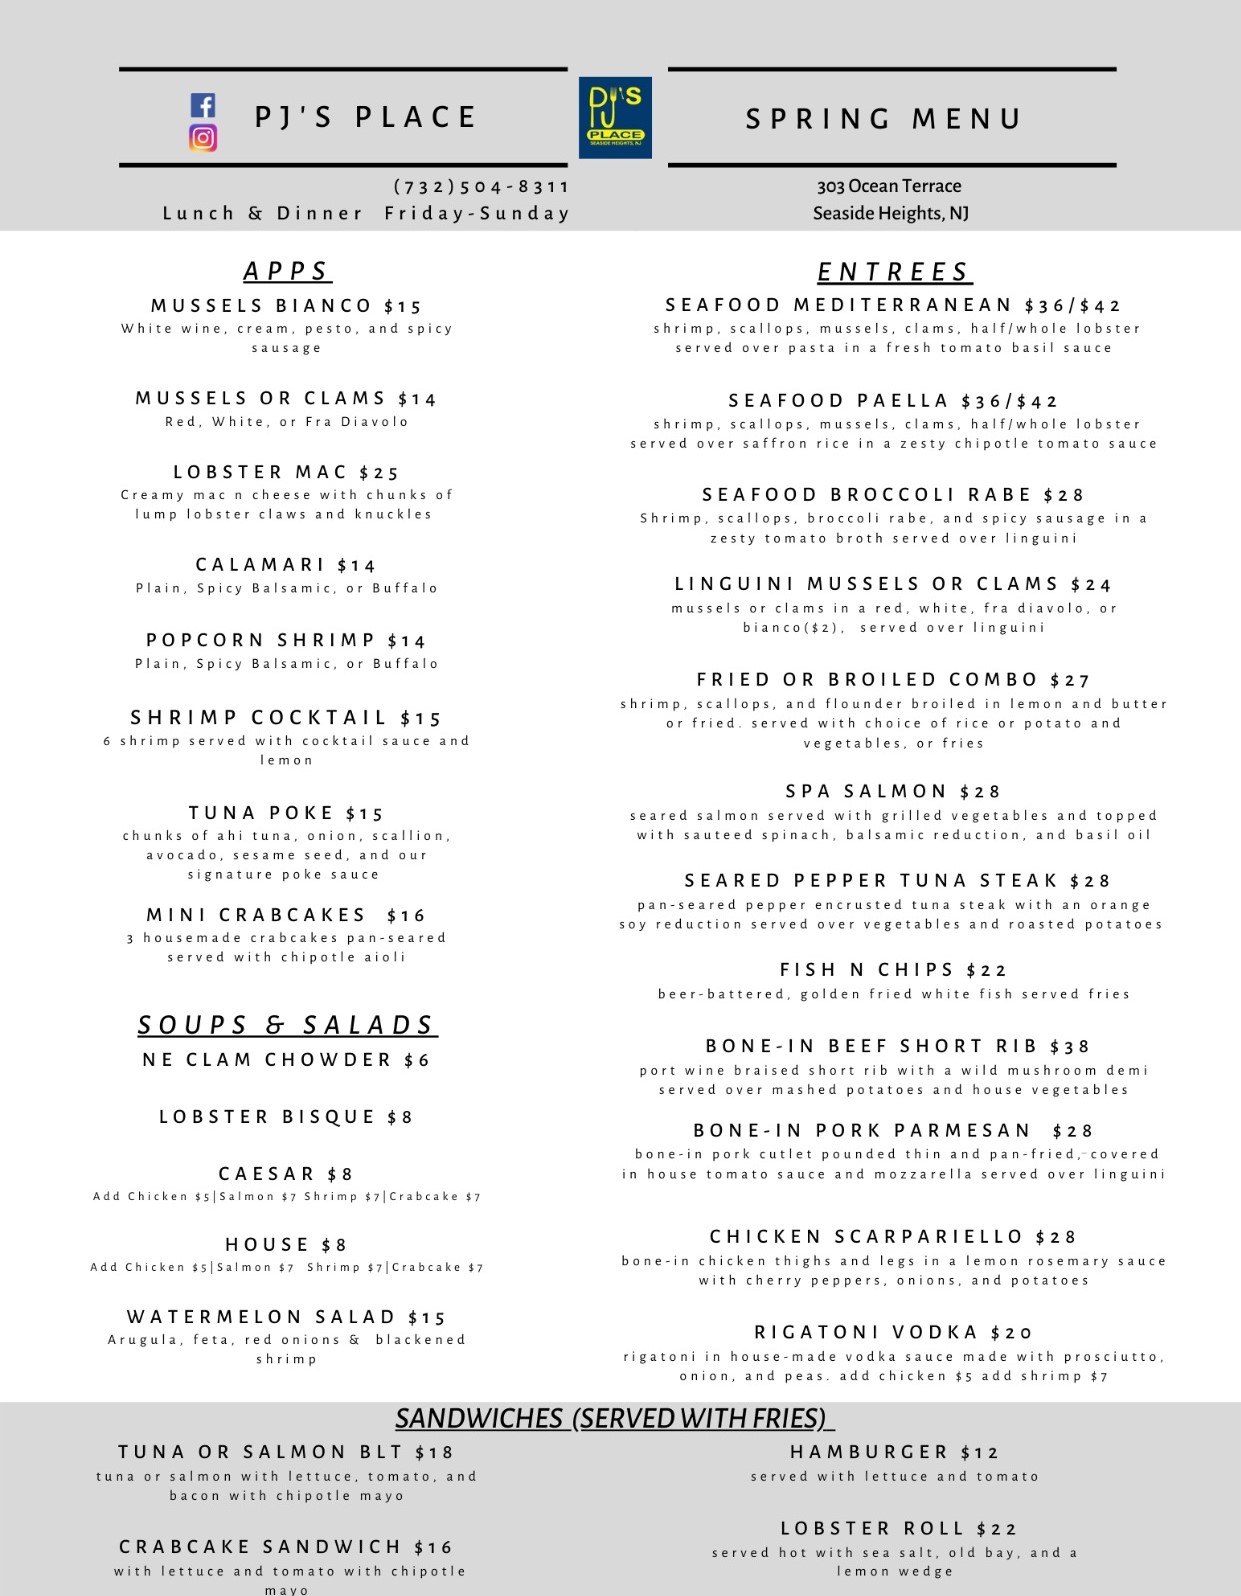 PJ'S PLACE
PJ'S
PLACE
SEASIDE HEIGHTS, NJ
SPRING MENU
(732)504-8311
Lunch & Dinner Friday-Sunday
303 Ocean Terrace
Seaside Heights, NJ
APPS
MUSSELS BIANCO $15
White wine, cream, pesto, and spicy
sausage
MUSSELS OR CLAMS $14
Red, White, or Fra Diavolo
LOBSTER MAC $25
Creamy mac n cheese with chunks of
lump lobster claws and knuckles
CALAMARI $14
Plain, Spicy Balsamic, or Buffalo
POPCORN SHRIMP $14
Plain, Spicy Balsamic, or Buffalo
SHRIMP COCKTAIL $15
6 shrimp served with cocktail sauce and
lemon
TUNA POKE $15
chunks of ahi tuna, onion, scallion,
avocado, sesame seed, and our
signature poke sauce
MINI CRABCAKES $16
3 housemade crabcakes pan-seared
served with chipotle aioli
SOUPS & SALADS
NE CLAM CHOWDER $6
LOBSTER BISQUE $8
CAESAR $8
Add Chicken $5|Salmon $7 Shrimp $7|Crabcake $7
HOUSE $8
Add Chicken $5|Salmon $7 Shrimp $7|Crabcake $7
WATERMELON SALAD $15
Arugula, feta, red onions & blackened
shrimp
ENTREES
SEAFOOD MEDITERRANEAN $36/$42
shrimp, scallops, mussels, clams, half/whole lobster
served over pasta in a fresh tomato basil sauce
SEAFOOD PAELLA $36/$42
shrimp, scallops, mussels, clams, half/whole lobster
served over saffron rice in a zesty chipotle tomato sauce
SEAFOOD BROCCOLI RABE $28
Shrimp, scallops, broccoli rabe, and spicy sausage in a
zesty tomato broth served over linguini
LINGUINI MUSSELS OR CLAMS $24
mussels or clams in a red, white, fra diavolo, or
bianco($2), served over linguini
FRIED OR BROILED COMBO $27
shrimp, scallops, and flounder broiled in lemon and butter
or fried. served with choice of rice or potato and
vegetables, or fries
SPA SALMON $28
seared salmon served with grilled vegetables and topped
with sauteed spinach, balsamic reduction, and basil oil
SEARED PEPPER TUNA STEAK $28
pan-seared pepper encrusted tuna steak with an orange
soy reduction served over vegetables and roasted potatoes
FISH N CHIPS $22
beer-battered, golden fried white fish served fries
BONE-IN BEEF SHORT RIB $38
port wine braised short rib with a wild mushroom demi
served over mashed potatoes and house vegetables
BONE-IN PORK PARMESAN $28
bone-in pork cutlet pounded thin and pan-fried, covered
in house tomato sauce and mozzarella served over linguini
CHICKEN SCARPARIELLO $28
bone-in chicken thighs and legs in a lemon rosemary sauce
with cherry peppers, onions, and potatoes
RIGATONI VODKA $20
rigatoni in house-made vodka sauce made with prosciutto,
onion, and peas. add chicken $5 add shrimp $7
SANDWICHES (SERVED WITH FRIES)
TUNA OR SALMON BLT $18
tuna or salmon with lettuce, tomato, and
bacon with chipotle mayo
CRABCAKE SANDWICH $16
with lettuce and tomato with chipotle
mayo
HAMBURGER $12
served with lettuce and tomato
LOBSTER ROLL $22
served hot with sea salt, old bay, and a
lemon wedge